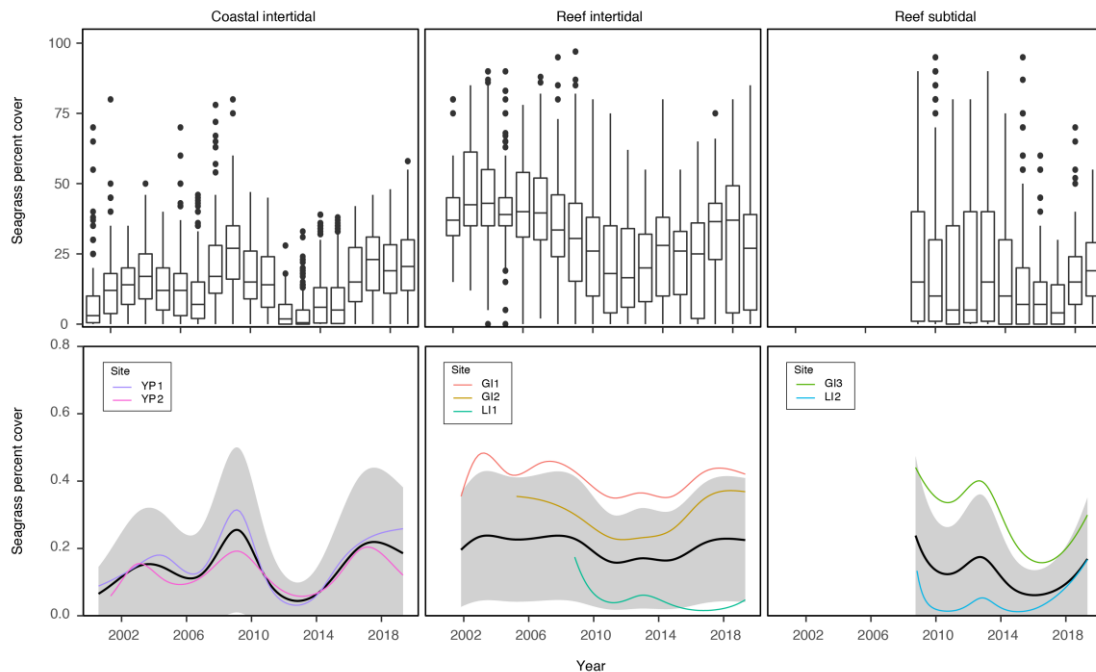 Coastal intertidal
Reef intertidal
Reef subtidal
Seagrass percent cover
100
75
50
25
0
Seagrass percent cover
0.8
0.6
0.4
0.2
0.0
Site
YP1
YP2
Site
GI1
GI2
LI1
Site
GI3
LI2
2002 2006 2010 2014 2018
2002 2006 2010 2014 2018
2002 2006 2010 2014 2018
Year